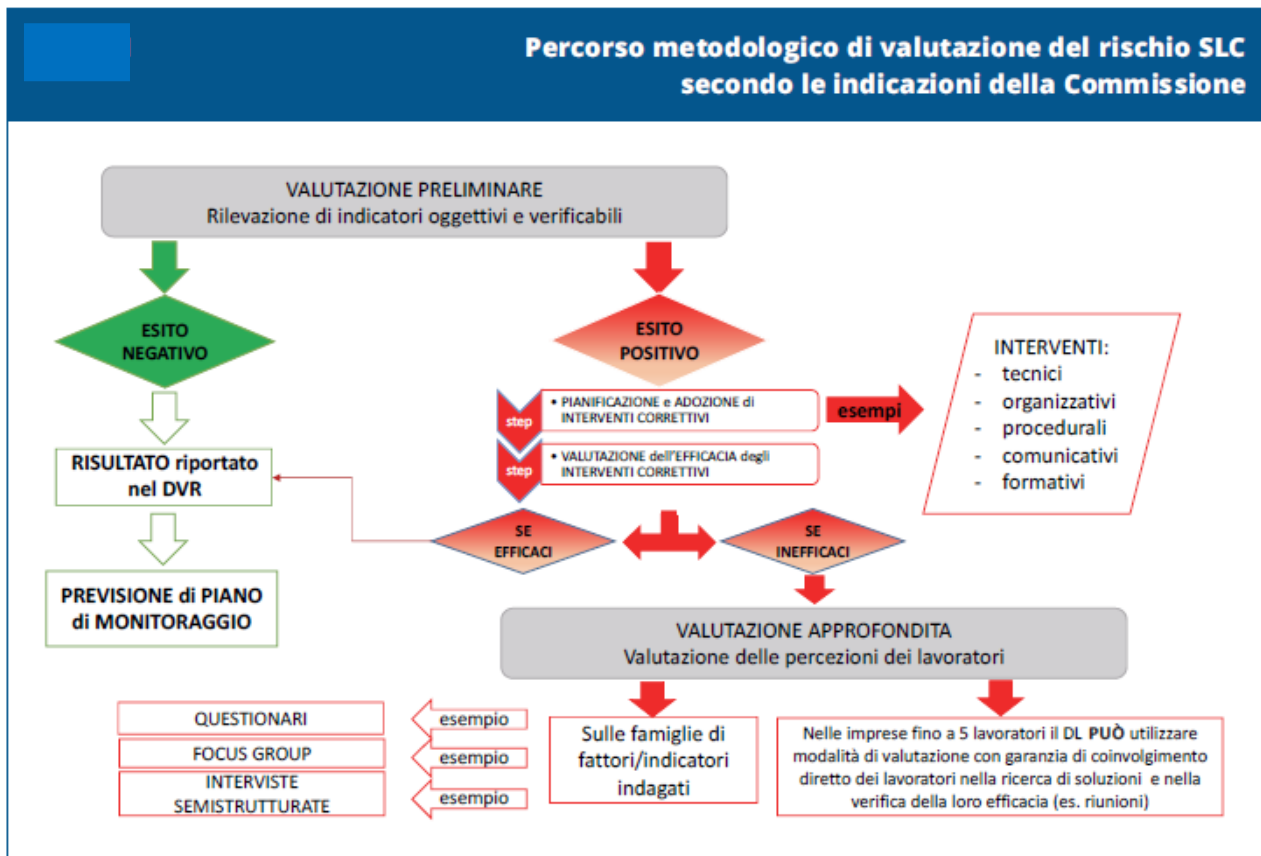 Percorso metodologico di valutazione del rischio SLC
secondo le indicazioni della Commissione
VALUTAZIONE PRELIMINARE
Rilevazione di indicatori oggettivi e verificabili
ESITO
NEGATIVO
ESITO
POSITIVO
RISULTATO riportato
nel DVR
PREVISIONE di PIANO
di MONITORAGGIO
step
• PIANIFICAZIONE e ADOZIONE di
INTERVENTI CORRETTIVI
esempi
INTERVENTI:
- tecnici
- organizzativi
- procedurali
- comunicativi
- formativi
step
• VALUTAZIONE dell'EFFICACIA degli
INTERVENTI CORRETTIVI
SE
EFFICACI
SE
INEFFICACI
VALUTAZIONE APPROFONDITA
Valutazione delle percezioni dei lavoratori
QUESTIONARI
esempio
FOCUS GROUP
esempio
INTERVISTE
SEMISTRUTTURATE
esempio
Sulle famiglie di
fattori/indicatori
indagati
Nelle imprese fino a 5 lavoratori il DL PUÒ utilizzare
modalità di valutazione con garanzia di coinvolgimento
diretto dei lavoratori nella ricerca di soluzioni e nella
verifica della loro efficacia (es. riunioni)